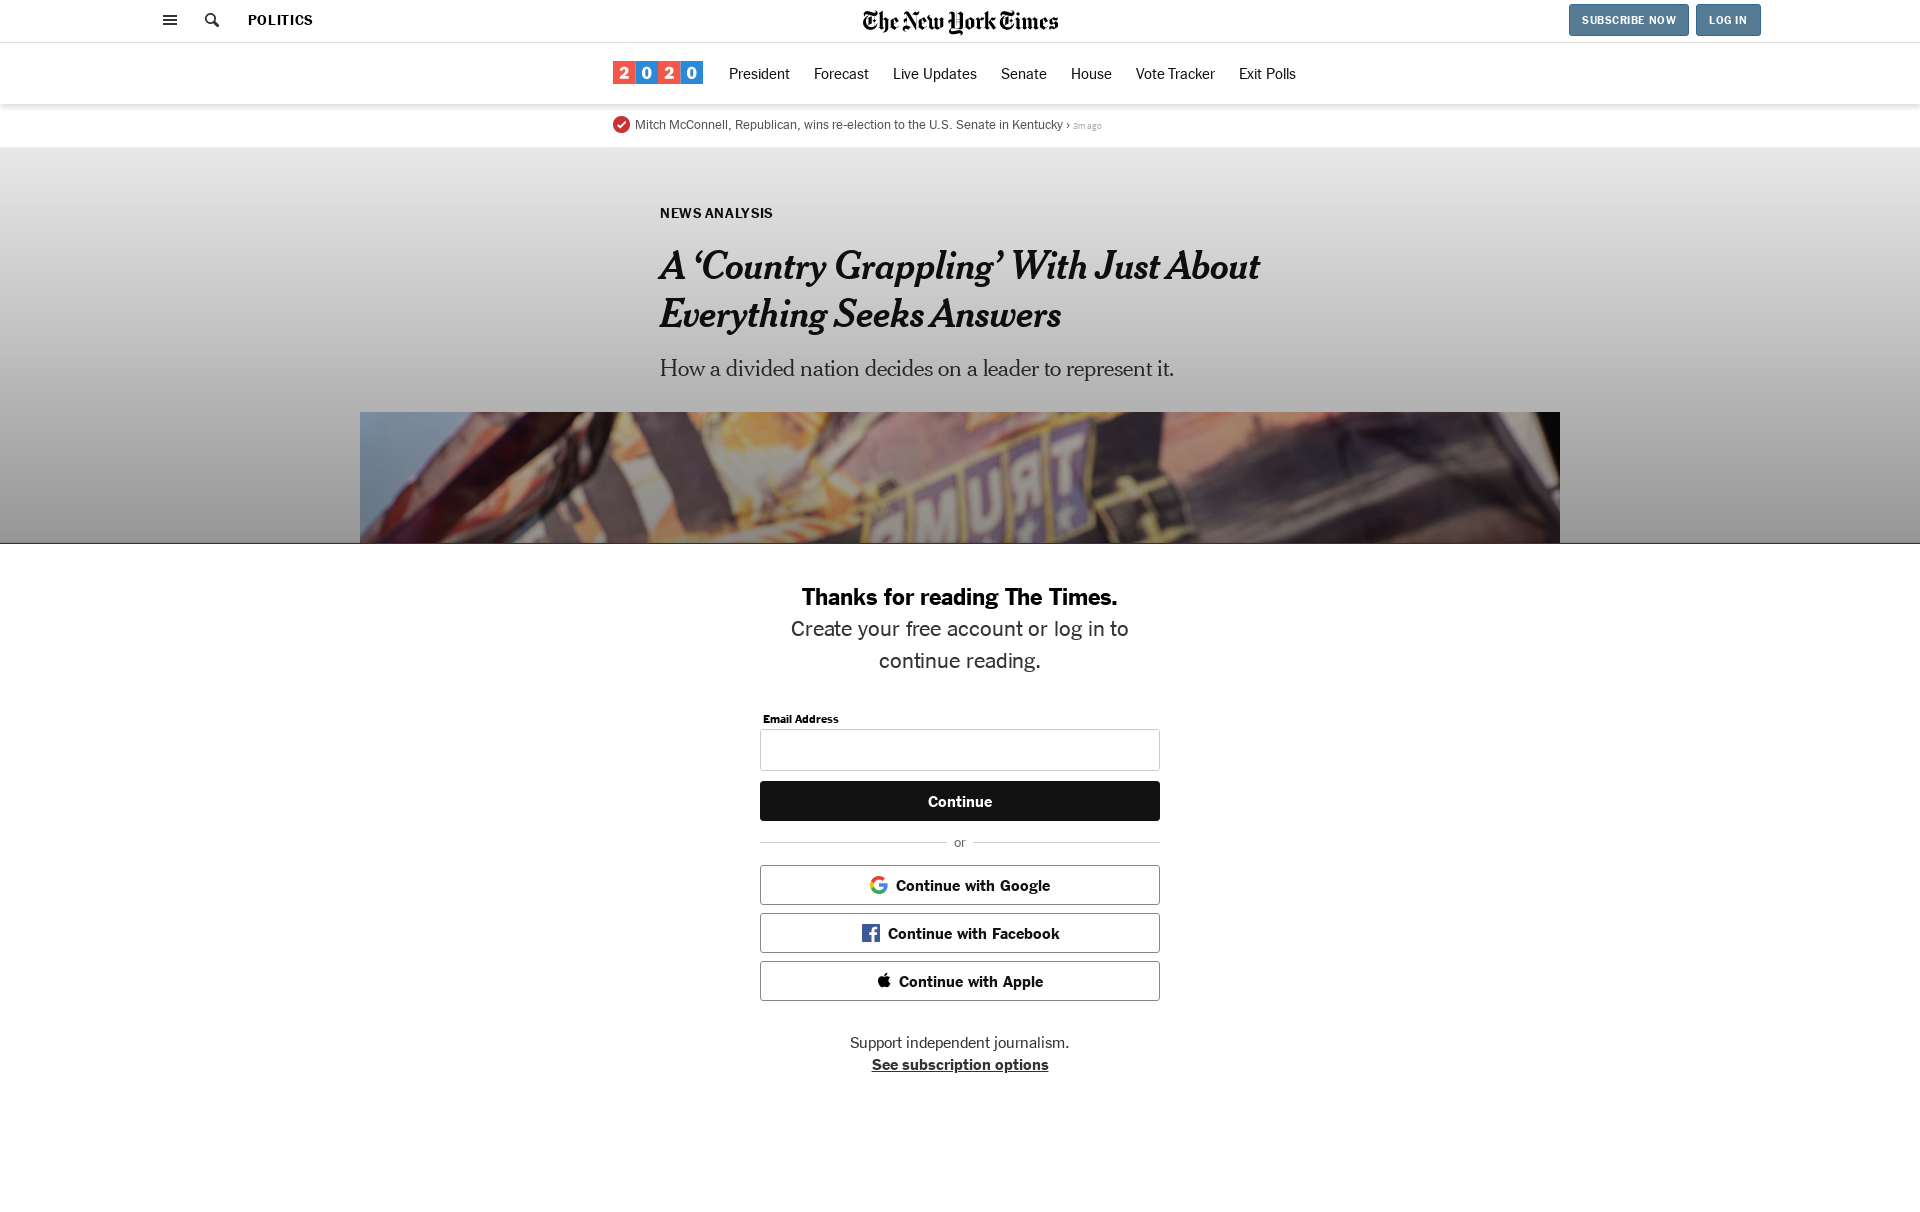 POLITICS
The New York Times
SUBSCRIBE NOW
LOG IN
2020
President
Forecast
Live Updates
Senate
House
Vote Tracker
Exit Polls
Mitch McConnell, Republican, wins re-election to the U.S. Senate in Kentucky › 3m ago
NEWS ANALYSIS
A ‘Country Grappling’ With Just About
Everything Seeks Answers
How a divided nation decides on a leader to represent it.
TRUMP
Thanks for reading The Times.
Create your free account or log in to
continue reading.
Email Address
Continue
or
Continue with Google
Continue with Facebook
Continue with Apple
Support independent journalism.
See subscription options